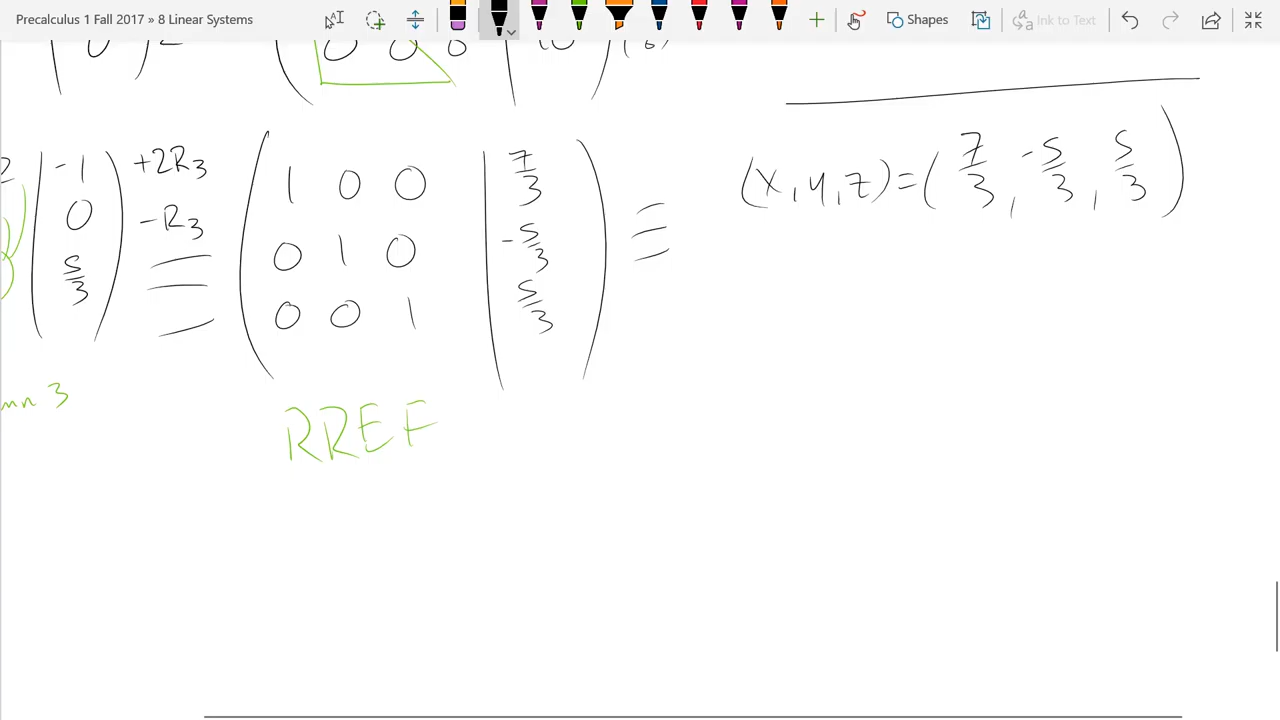 Precalculus 1 Fall 2017 » 8 Linear Systems
Shapes
Ink to Text
-1 +2R3
0 -R3
5/3
1 0 0 | 7/3
0 1 0 | -5/3
0 0 1 | 5/3
≡
(x,y,z)=(7/3, -5/3, 5/3)
mn 3
RREF